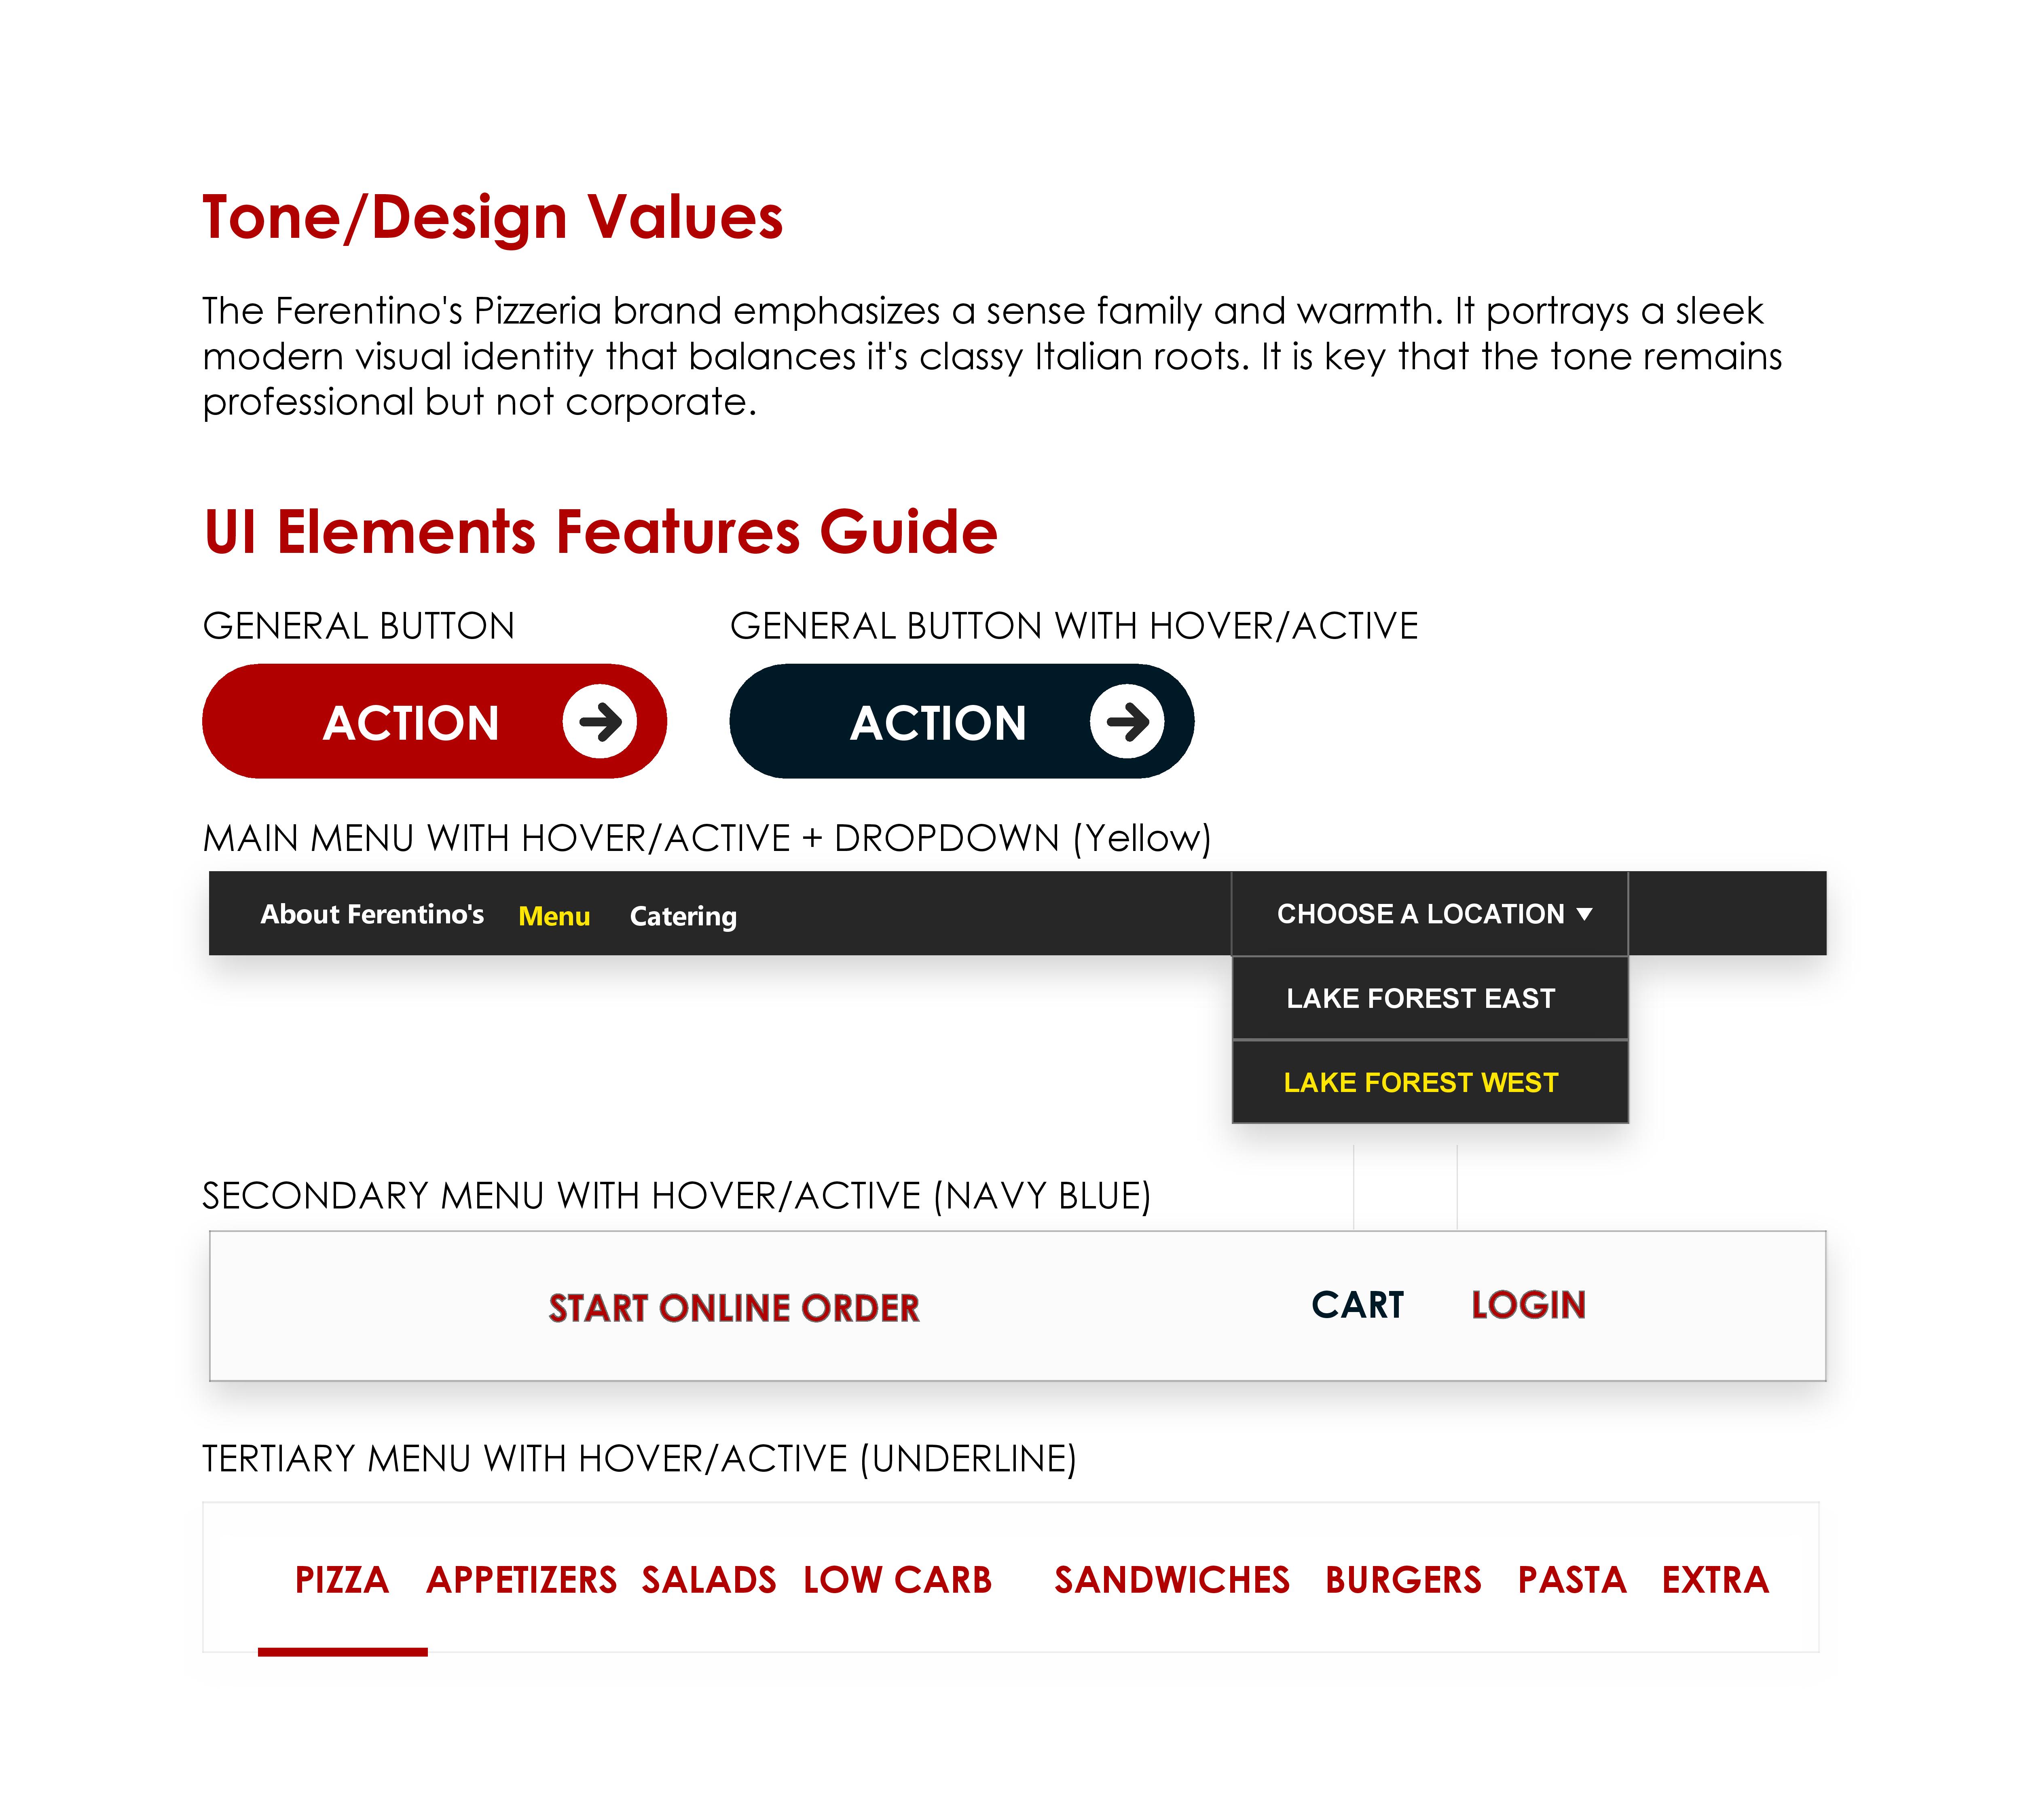 Tone/Design Values
The Ferentino's Pizzeria brand emphasizes a sense family and warmth. It portrays a sleek
modern visual identity that balances it's classy Italian roots. It is key that the tone remains
professional but not corporate.
UI Elements Features Guide
GENERAL BUTTON
GENERAL BUTTON WITH HOVER/ACTIVE
ACTION
ACTION
MAIN MENU WITH HOVER/ACTIVE + DROPDOWN (Yellow)
About Ferentino's Menu Catering CHOOSE A LOCATION
LAKE FOREST EAST
LAKE FOREST WEST
SECONDARY MENU WITH HOVER/ACTIVE (NAVY BLUE)
START ONLINE ORDER CART LOGIN
TERTIARY MENU WITH HOVER/ACTIVE (UNDERLINE)
PIZZA APPETIZERS SALADS LOW CARB SANDWICHES BURGERS PASTA EXTRA